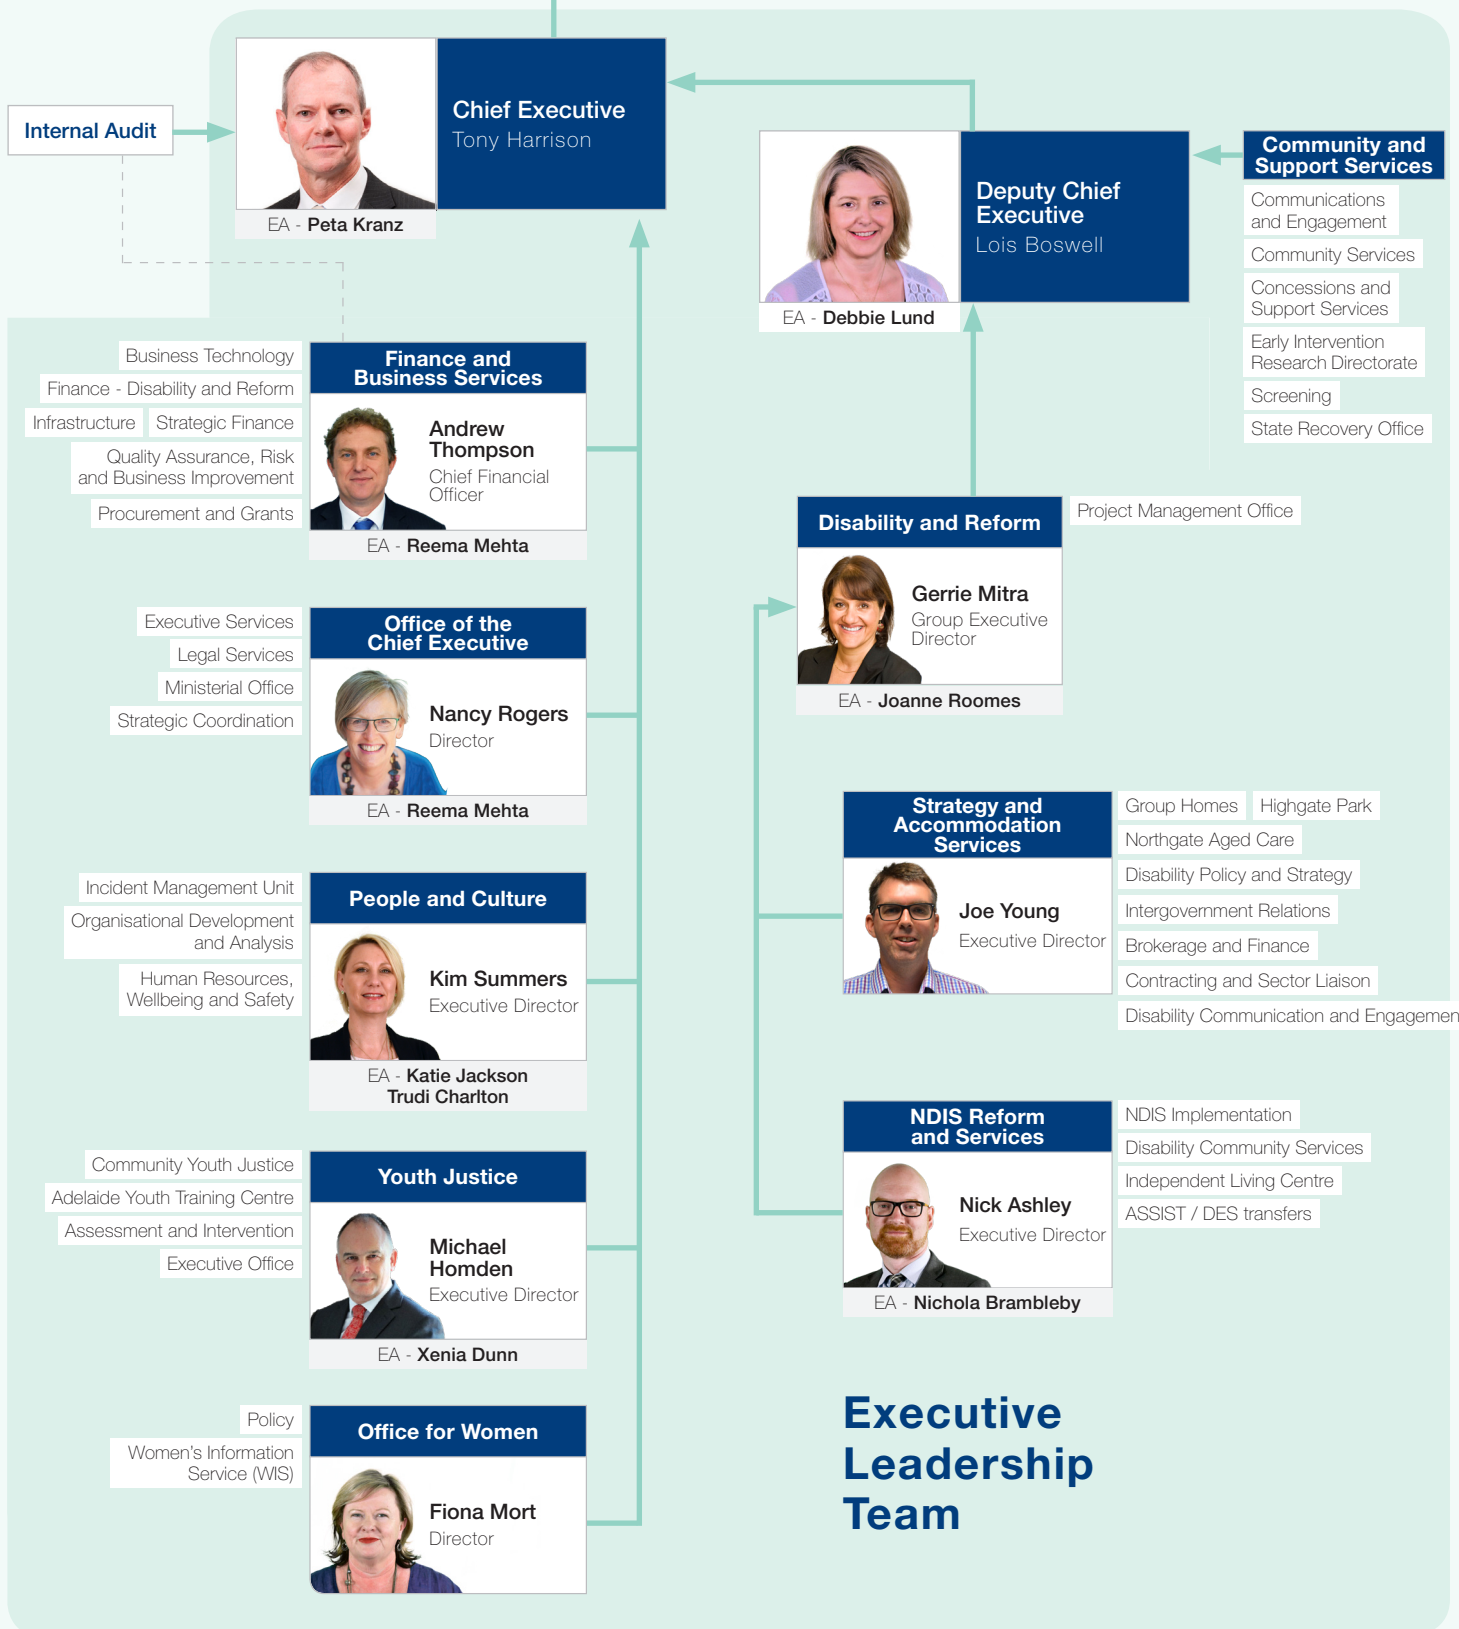 Internal Audit
Chief Executive
Tony Harrison
EA - Peta Kranz
Deputy Chief
Executive
Lois Boswell
EA - Debbie Lund
Community and
Support Services
Communications
and Engagement
Community Services
Concessions and
Support Services
Early Intervention
Research Directorate
Screening
State Recovery Office
Business Technology
Finance - Disability and Reform
Infrastructure
Strategic Finance
Quality Assurance, Risk
and Business Improvement
Procurement and Grants
Finance and
Business Services
Andrew
Thompson
Chief Financial
Officer
EA - Reema Mehta
Executive Services
Legal Services
Ministerial Office
Strategic Coordination
Office of the
Chief Executive
Nancy Rogers
Director
EA - Reema Mehta
Incident Management Unit
Organisational Development
and Analysis
Human Resources,
Wellbeing and Safety
People and Culture
Kim Summers
Executive Director
EA - Katie Jackson
Trudi Charlton
Community Youth Justice
Adelaide Youth Training Centre
Assessment and Intervention
Executive Office
Youth Justice
Michael
Homden
Executive Director
EA - Xenia Dunn
Policy
Women's Information
Service (WIS)
Office for Women
Fiona Mort
Director
Disability and Reform
Gerrie Mitra
Group Executive
Director
EA - Joanne Roomes
Project Management Office
Strategy and
Accommodation
Services
Joe Young
Executive Director
Group Homes
Highgate Park
Northgate Aged Care
Disability Policy and Strategy
Intergovernment Relations
Brokerage and Finance
Contracting and Sector Liaison
Disability Communication and Engagemen
NDIS Reform
and Services
Nick Ashley
Executive Director
EA - Nichola Brambleby
NDIS Implementation
Disability Community Services
Independent Living Centre
ASSIST / DES transfers
Executive
Leadership
Team